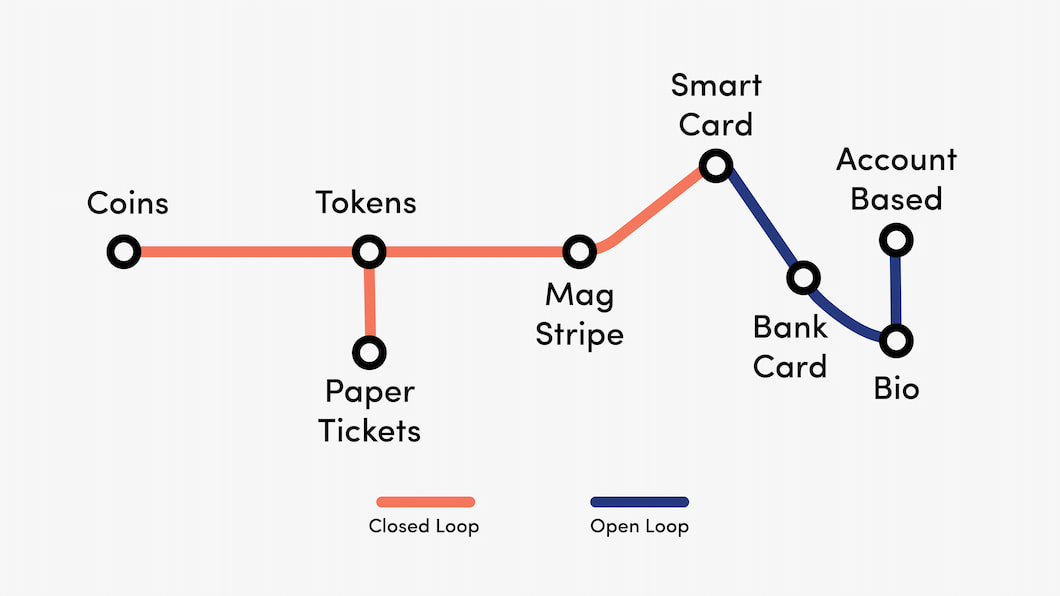 Smart
Card
Account
Based
Coins
Tokens
Mag
Stripe
Bank
Card
Bio
Paper
Tickets
Closed Loop
Open Loop